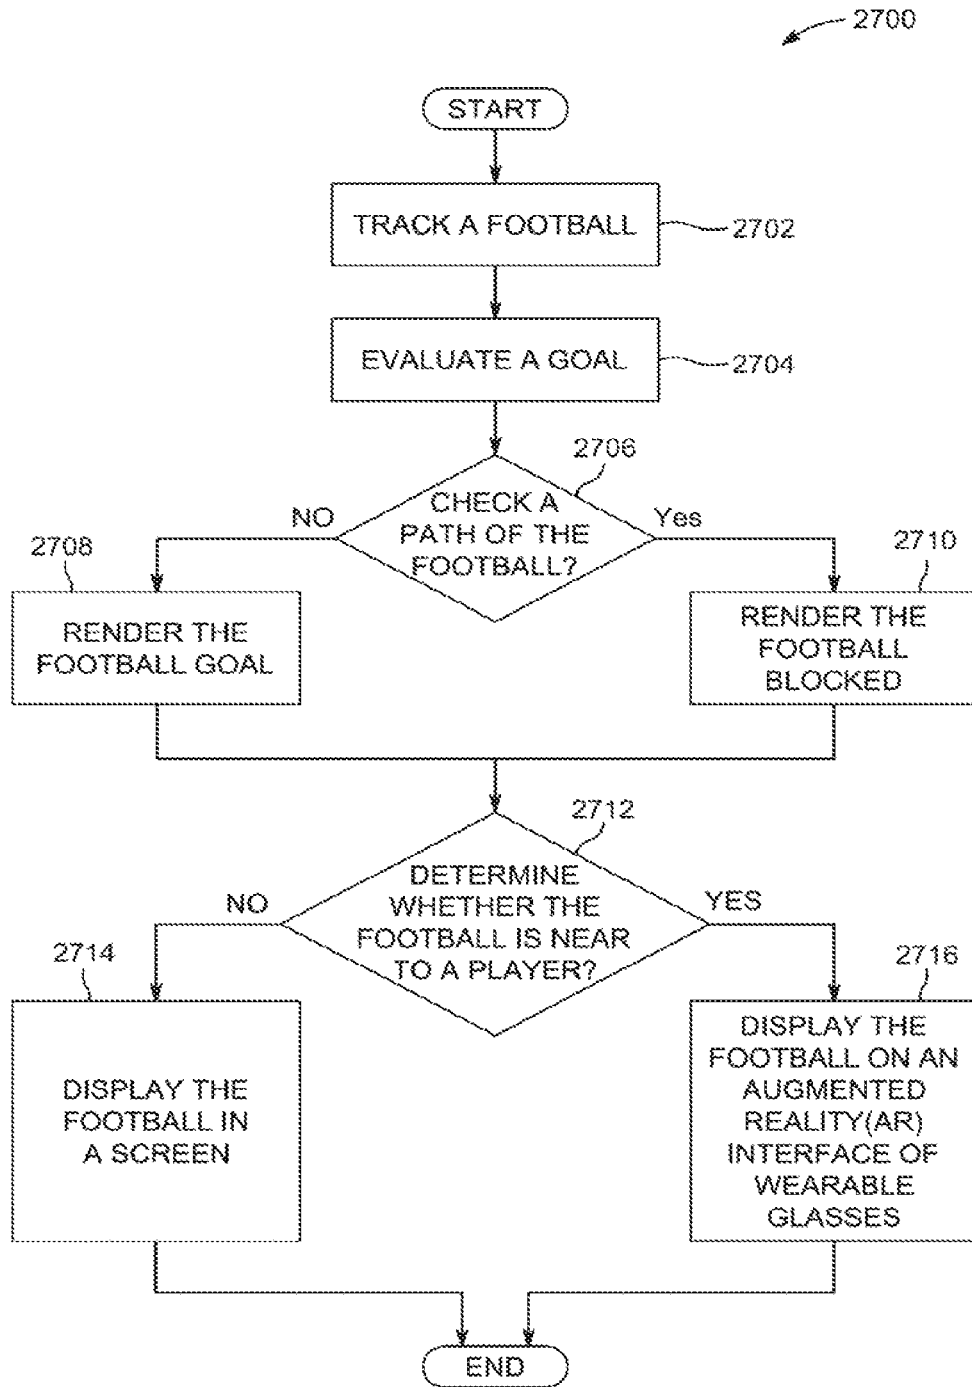 2700
START
TRACK A FOOTBALL
2702
EVALUATE A GOAL
2704
2706
CHECK A
PATH OF THE
FOOTBALL?
NO
Yes
2708
RENDER THE
FOOTBALL GOAL
2710
RENDER THE
FOOTBALL
BLOCKED
2712
DETERMINE
WHETHER THE
FOOTBALL IS NEAR
TO A PLAYER?
NO
YES
2714
DISPLAY THE
FOOTBALL IN
A SCREEN
2716
DISPLAY THE
FOOTBALL ON AN
AUGMENTED
REALITY(AR)
INTERFACE OF
WEARABLE
GLASSES
END